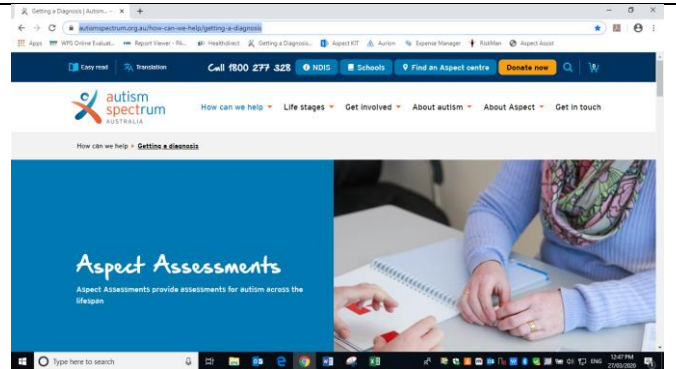 Getting a Diagnosis | Autism...
autismspectrum.org.au/how-can-we-help/getting-a-diagnosis
Apps WPS Online Evaluat... Report Viewer - PA... Healthdirect Getting a Diagnosis... Aspect KIT Aurion Expense Manager RiskMan Aspect Assist
Easy read Translation Call 1800 277 328 NDIS Schools Find an Aspect centre Donate now
autism
spectrum
AUSTRALIA
How can we help Life stages Get involved About autism About Aspect Get in touch
How can we help Getting a diagnosis
Aspect Assessments
Aspect Assessments provide assessments for autism across the
lifespan
Type here to search
ENG
12:47 PM
27/03/2020